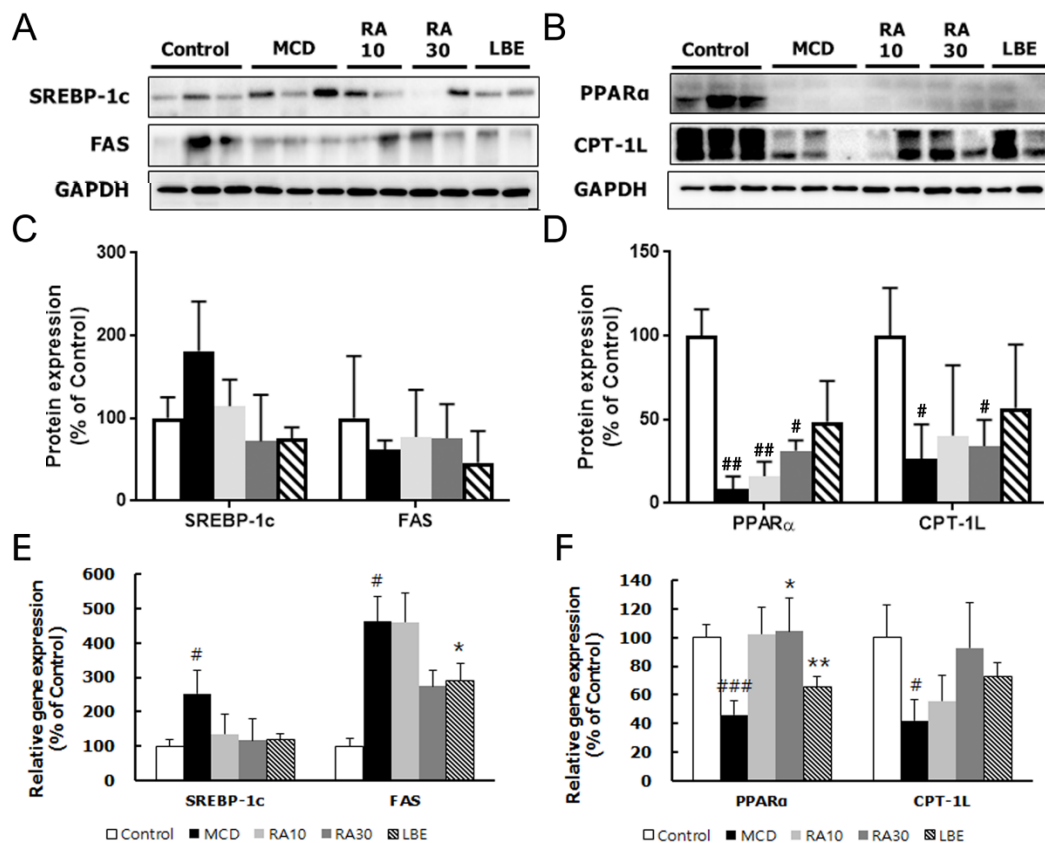 A
Control MCD RA 10 RA 30 LBE
SREBP-1c
FAS
GAPDH
B
Control MCD RA 10 RA 30 LBE
PPARɑ
CPT-1L
GAPDH
C
Protein expression
(% of Control)
300
200
100
0
SREBP-1c FAS
D
Protein expression
(% of Control)
150
100
50
0
## ## # # #
PPARα CPT-1L
E
Relative gene expression
(% of Control)
600
500
400
300
200
100
0
# # *
SREBP-1c FAS
Control MCD RA10 RA30 LBE
F
Relative gene expression
(% of Control)
140
120
100
80
60
40
20
0
### * ** #
PPARɑ CPT-1L
Control MCD RA10 RA30 LBE